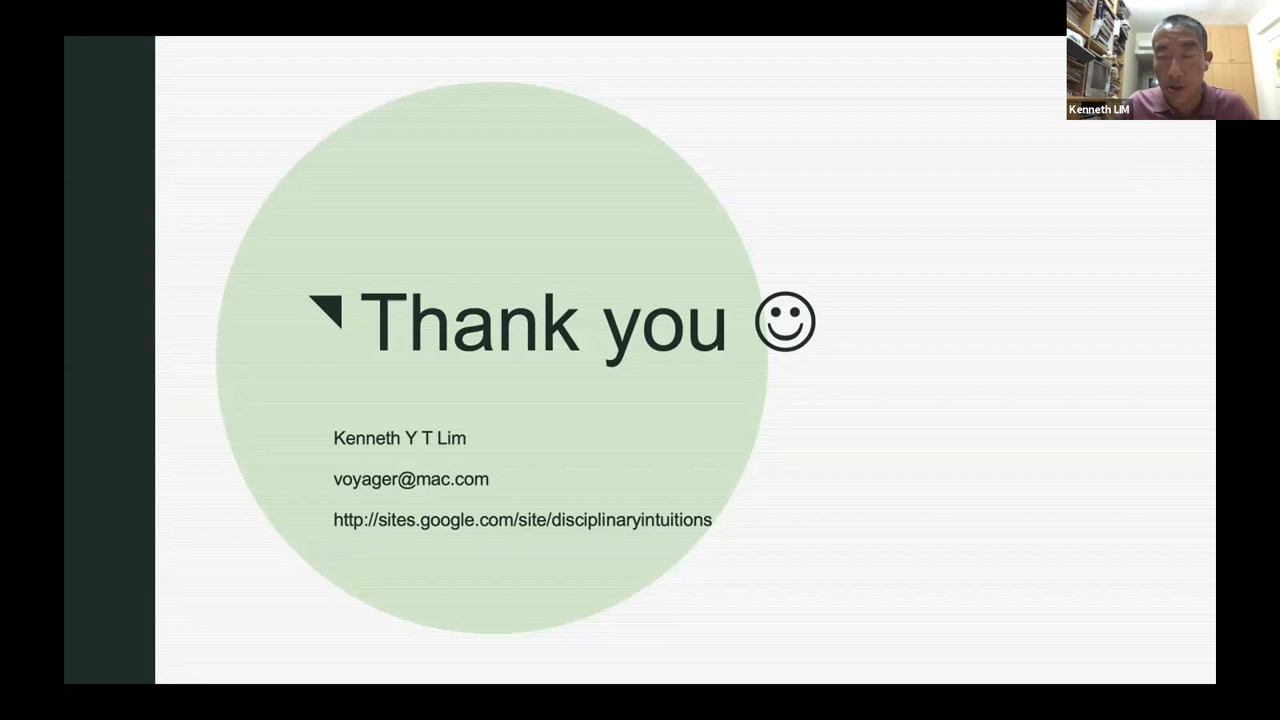 Kenneth LIM
Thank you ☺
Kenneth Y T Lim
voyager@mac.com
http://sites.google.com/site/disciplinaryintuitions